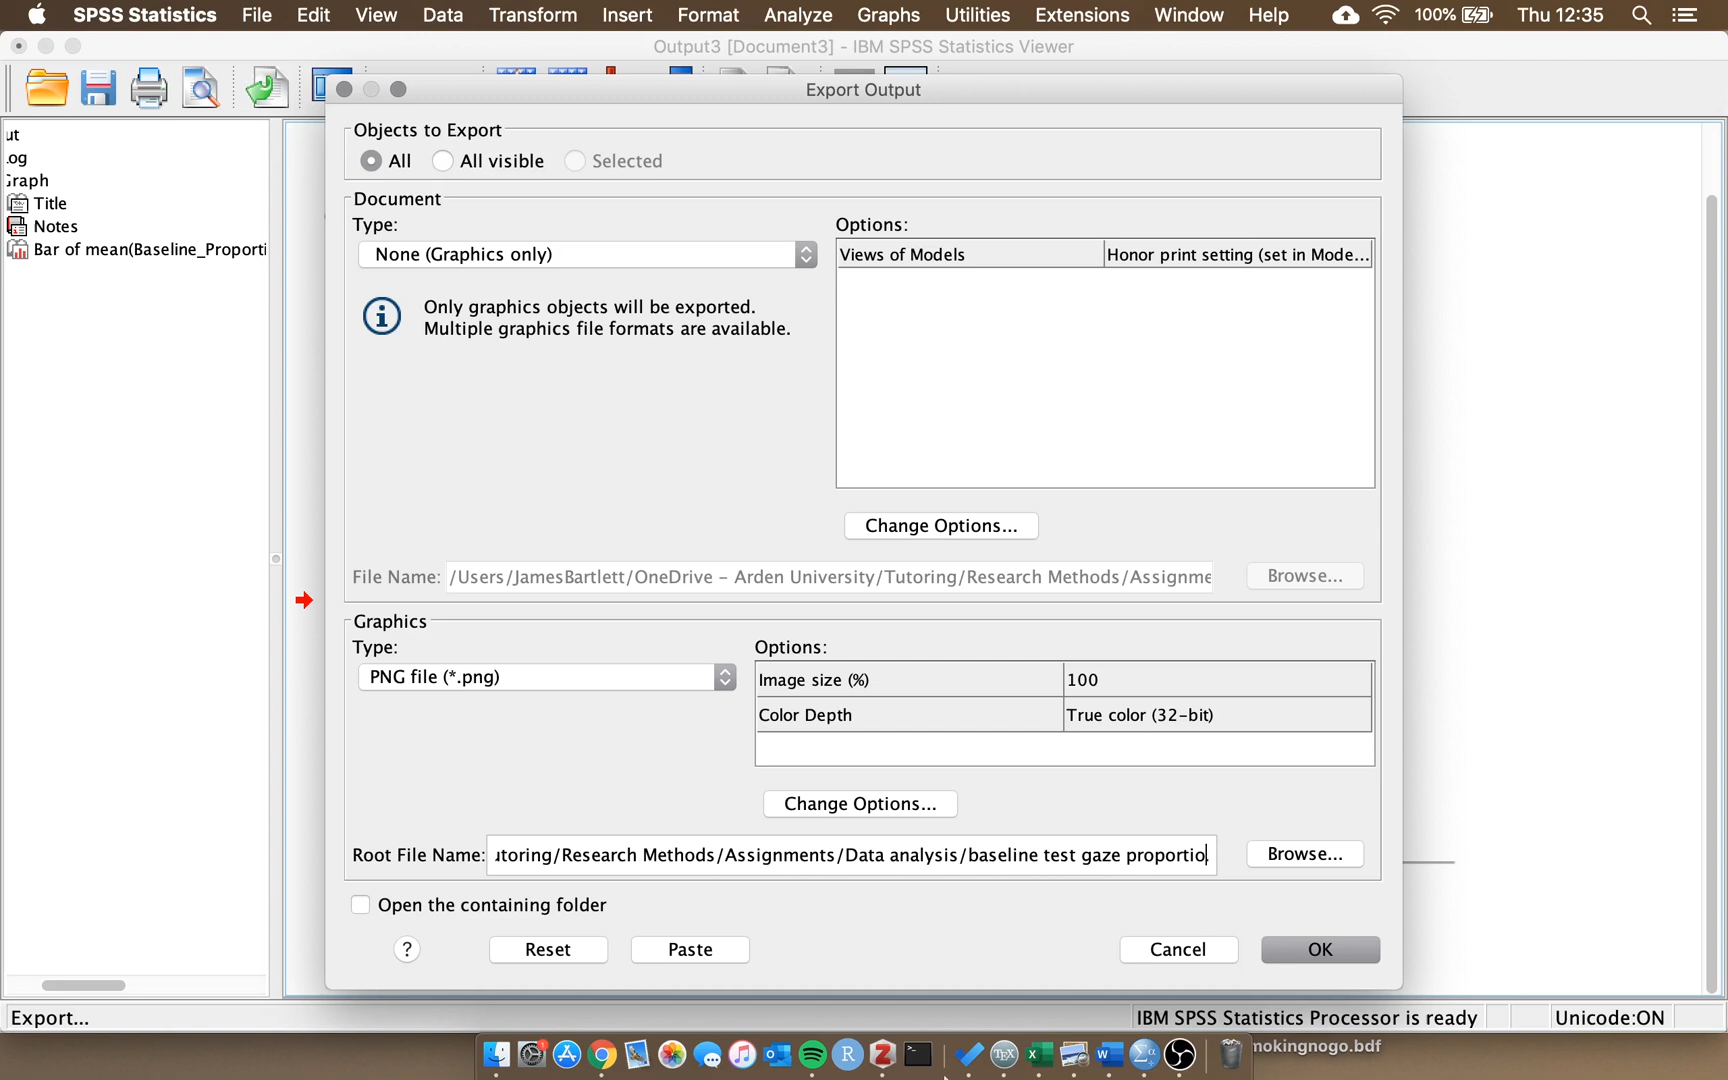 SPSS Statistics File Edit View Data Transform Insert Format Analyze Graphs Utilities Extensions Window Help 100% Thu 12:35
Output3 [Document3] - IBM SPSS Statistics Viewer
Export Output
ut
Log
Graph
Title
Notes
Bar of mean(Baseline_Proporti
Objects to Export
All All visible Selected
Document
Type:
None (Graphics only)
Only graphics objects will be exported.
Multiple graphics file formats are available.
Options:
Views of Models Honor print setting (set in Mode...
Change Options...
File Name: /Users/JamesBartlett/OneDrive – Arden University/Tutoring/Research Methods/Assignme
Browse...
Graphics
Type:
PNG file (*.png)
Options:
Image size (%) 100
Color Depth True color (32-bit)
Change Options...
Root File Name: utoring/Research Methods/Assignments/Data analysis/baseline test gaze proportio
Browse...
Open the containing folder
? Reset Paste Cancel OK
Export... IBM SPSS Statistics Processor is ready Unicode:ON
mokingnogo.bdf